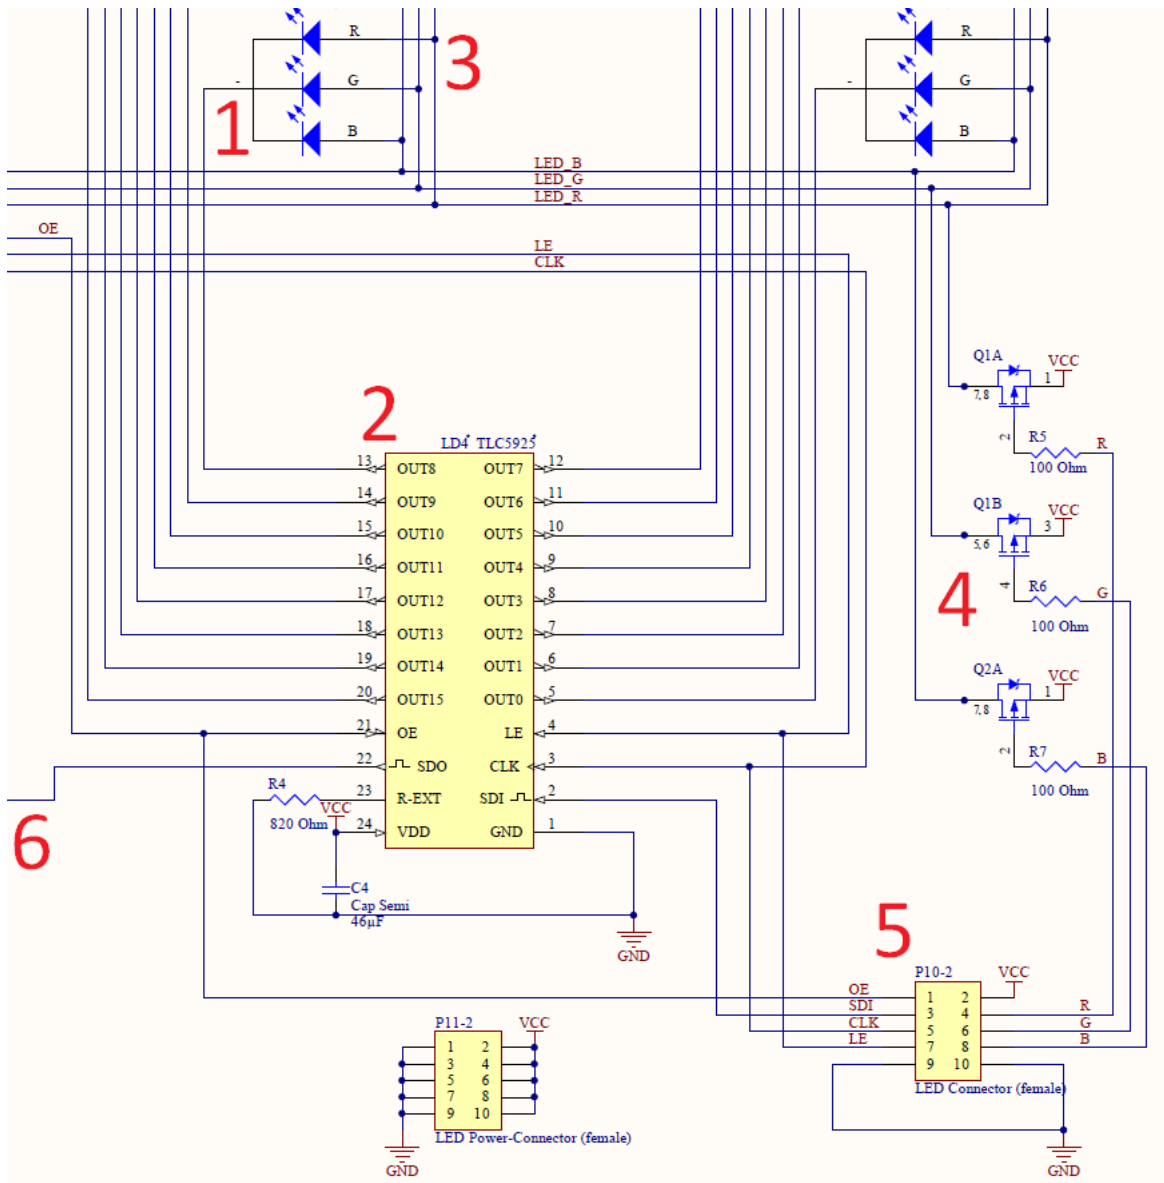 R
R
3
-
G
-
G
1
B
B
LED_B
LED_G
LED_R
OE
LE
CLK
Q1A
VCC
1
7,8
2
2
R5
R
100 Ohm
LD4 TLC5925
13 OUT8 OUT7 12
14 OUT9 OUT6 11
15 OUT10 OUT5 10
16 OUT11 OUT4 9
17 OUT12 OUT3 8
18 OUT13 OUT2 7
19 OUT14 OUT1 6
20 OUT15 OUT0 5
21 OE LE 4
22 SDO CLK 3
23 R-EXT SDI 2
24 VDD GND 1
Q1B
VCC
3
5,6
4
4
R6
G
100 Ohm
Q2A
VCC
1
7,8
2
R7
B
100 Ohm
R4
820 Ohm
VCC
6
C4
Cap Semi
46µF
GND
5
P10-2
VCC
OE 1 2
SDI 3 4 R
CLK 5 6 G
LE 7 8 B
9 10
LED Connector (female)
GND
P11-2
VCC
1 2
3 4
5 6
7 8
9 10
LED Power-Connector (female)
GND